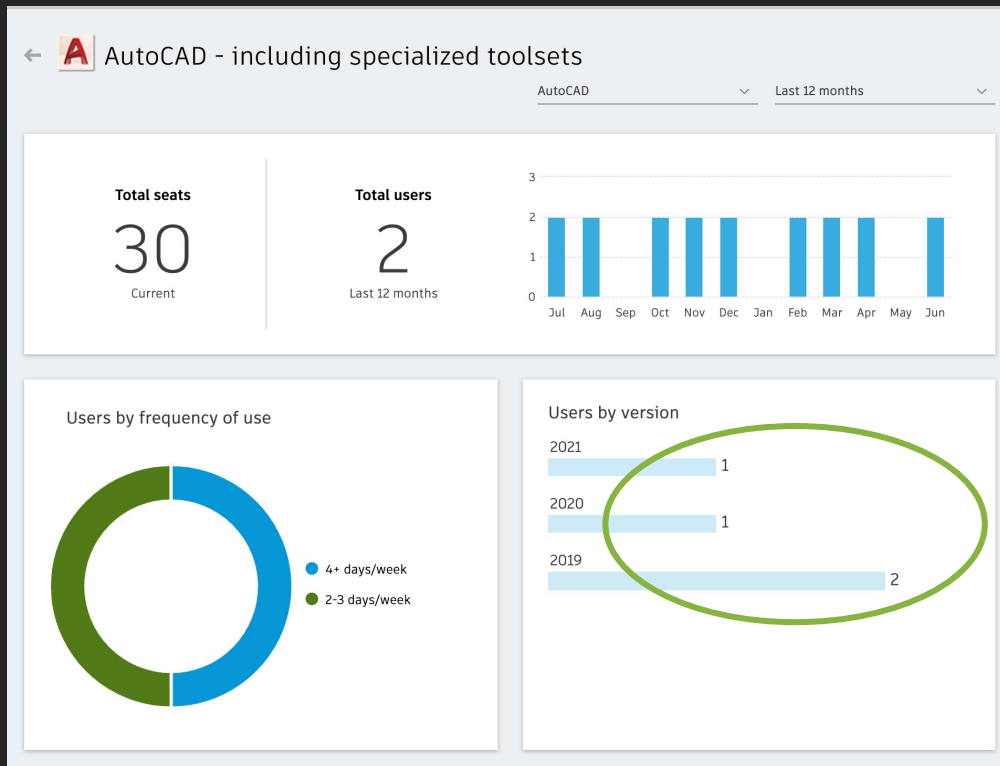 AutoCAD - including specialized toolsets
AutoCAD
Last 12 months
Total seats
30
Current
Total users
2
Last 12 months
3
2
1
0
Jul Aug Sep Oct Nov Dec Jan Feb Mar Apr May Jun
Users by frequency of use
4+ days/week
2-3 days/week
Users by version
2021
1
2020
1
2019
2